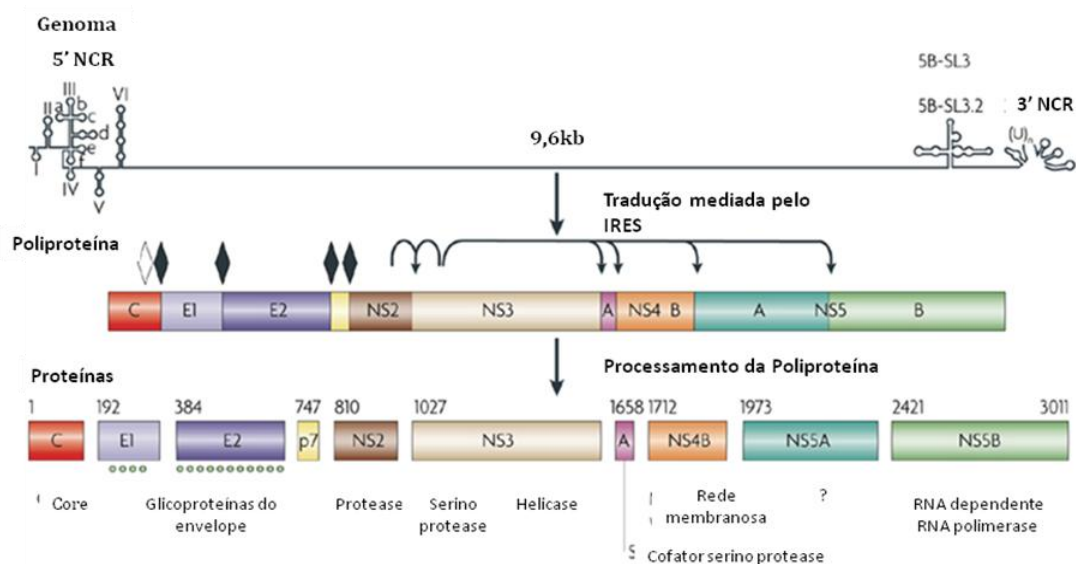 Genoma
5' NCR
5B-SL3
III VI
II a b
c
5B-SL3.2 3' NCR
d
9,6kb
(U)n
e
f
I
IV
V
Tradução mediada pelo
IRES
Poliproteína
C E1 E2 NS2 NS3 A NS4 B A NS5 B
Processamento da Poliproteína
Proteínas
1 192 384 747 810 1027 1658 1712 1973 2421 3011
C E1 E2 p7 NS2 NS3 A NS4B NS5A NS5B
Core Glicoproteínas do envelope Protease Serino protease Helicase Rede membranosa ? RNA dependente RNA polimerase
Cofator serino protease